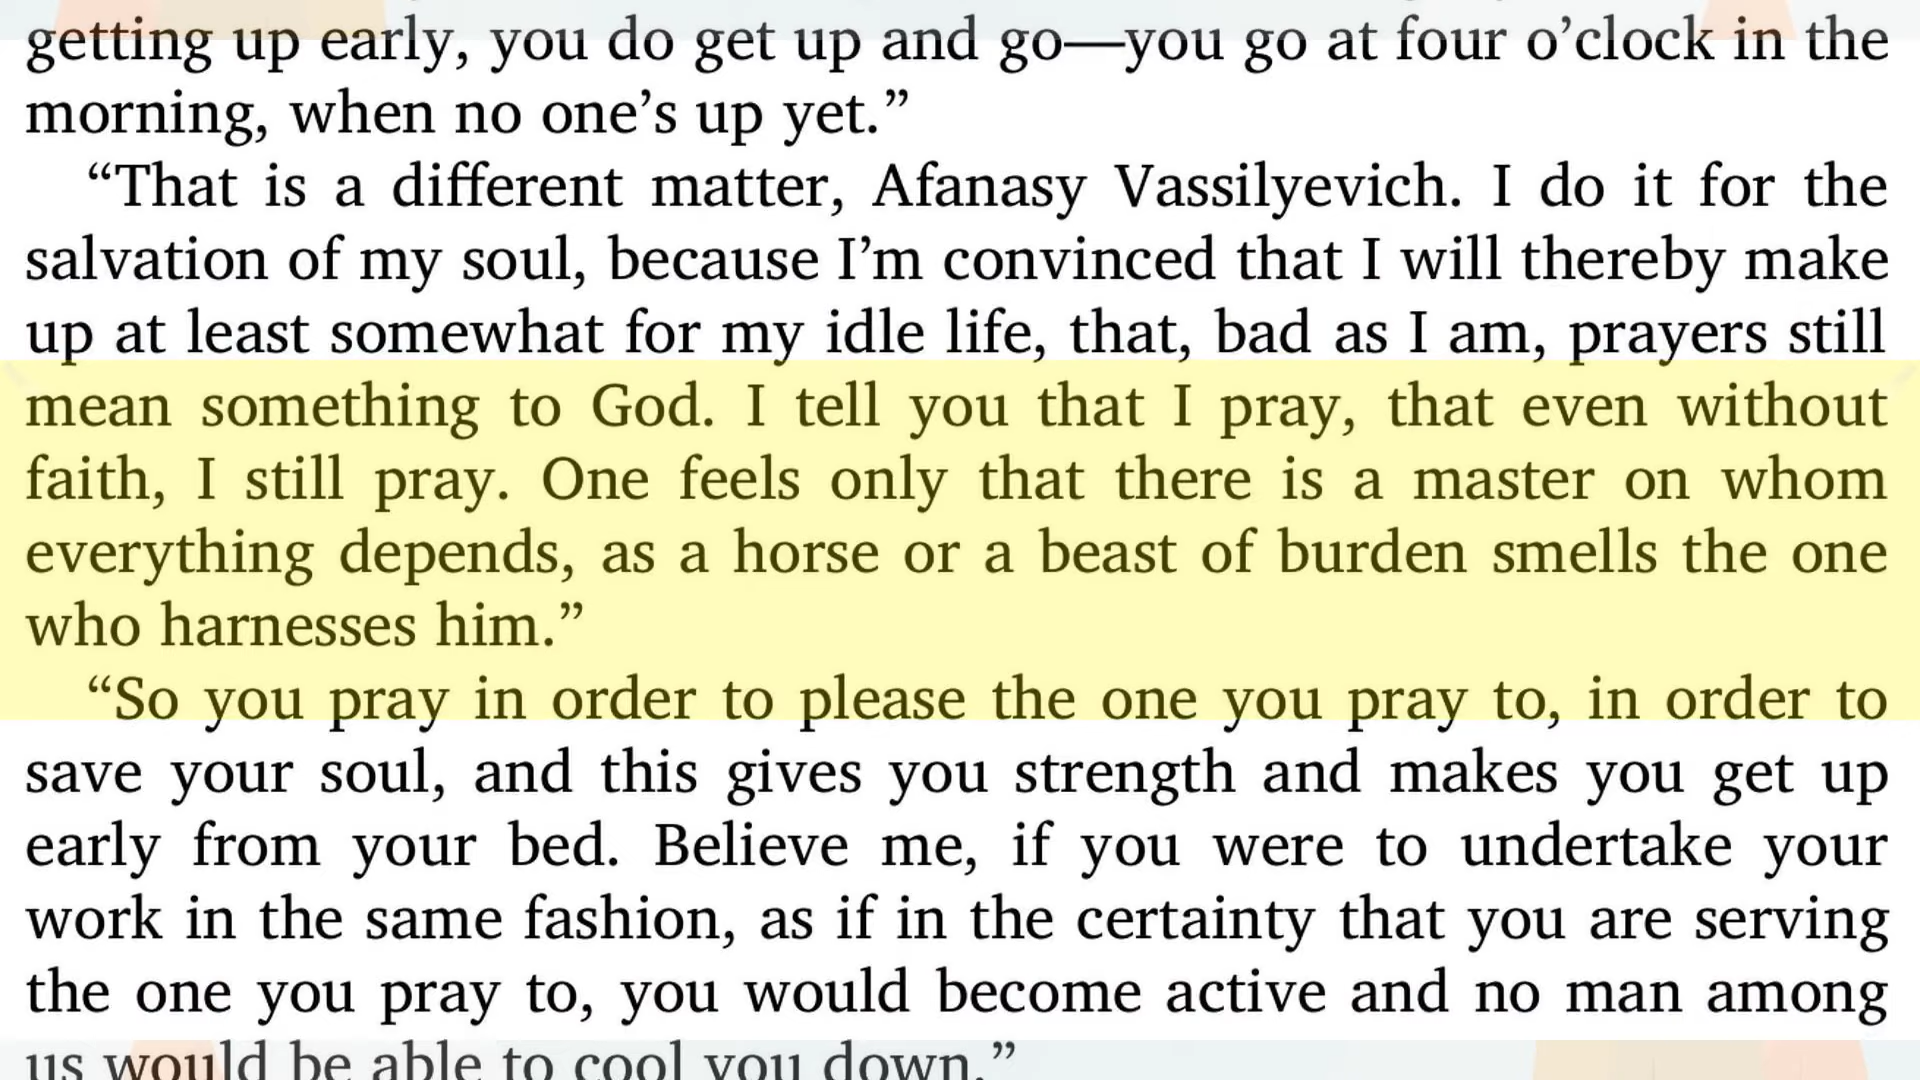 getting up early, you do get up and go—you go at four o’clock in the
morning, when no one’s up yet.”
“That is a different matter, Afanasy Vassilyevich. I do it for the
salvation of my soul, because I’m convinced that I will thereby make
up at least somewhat for my idle life, that, bad as I am, prayers still
mean something to God. I tell you that I pray, that even without
faith, I still pray. One feels only that there is a master on whom
everything depends, as a horse or a beast of burden smells the one
who harnesses him.”
“So you pray in order to please the one you pray to, in order to
save your soul, and this gives you strength and makes you get up
early from your bed. Believe me, if you were to undertake your
work in the same fashion, as if in the certainty that you are serving
the one you pray to, you would become active and no man among
us would be able to cool you down.”